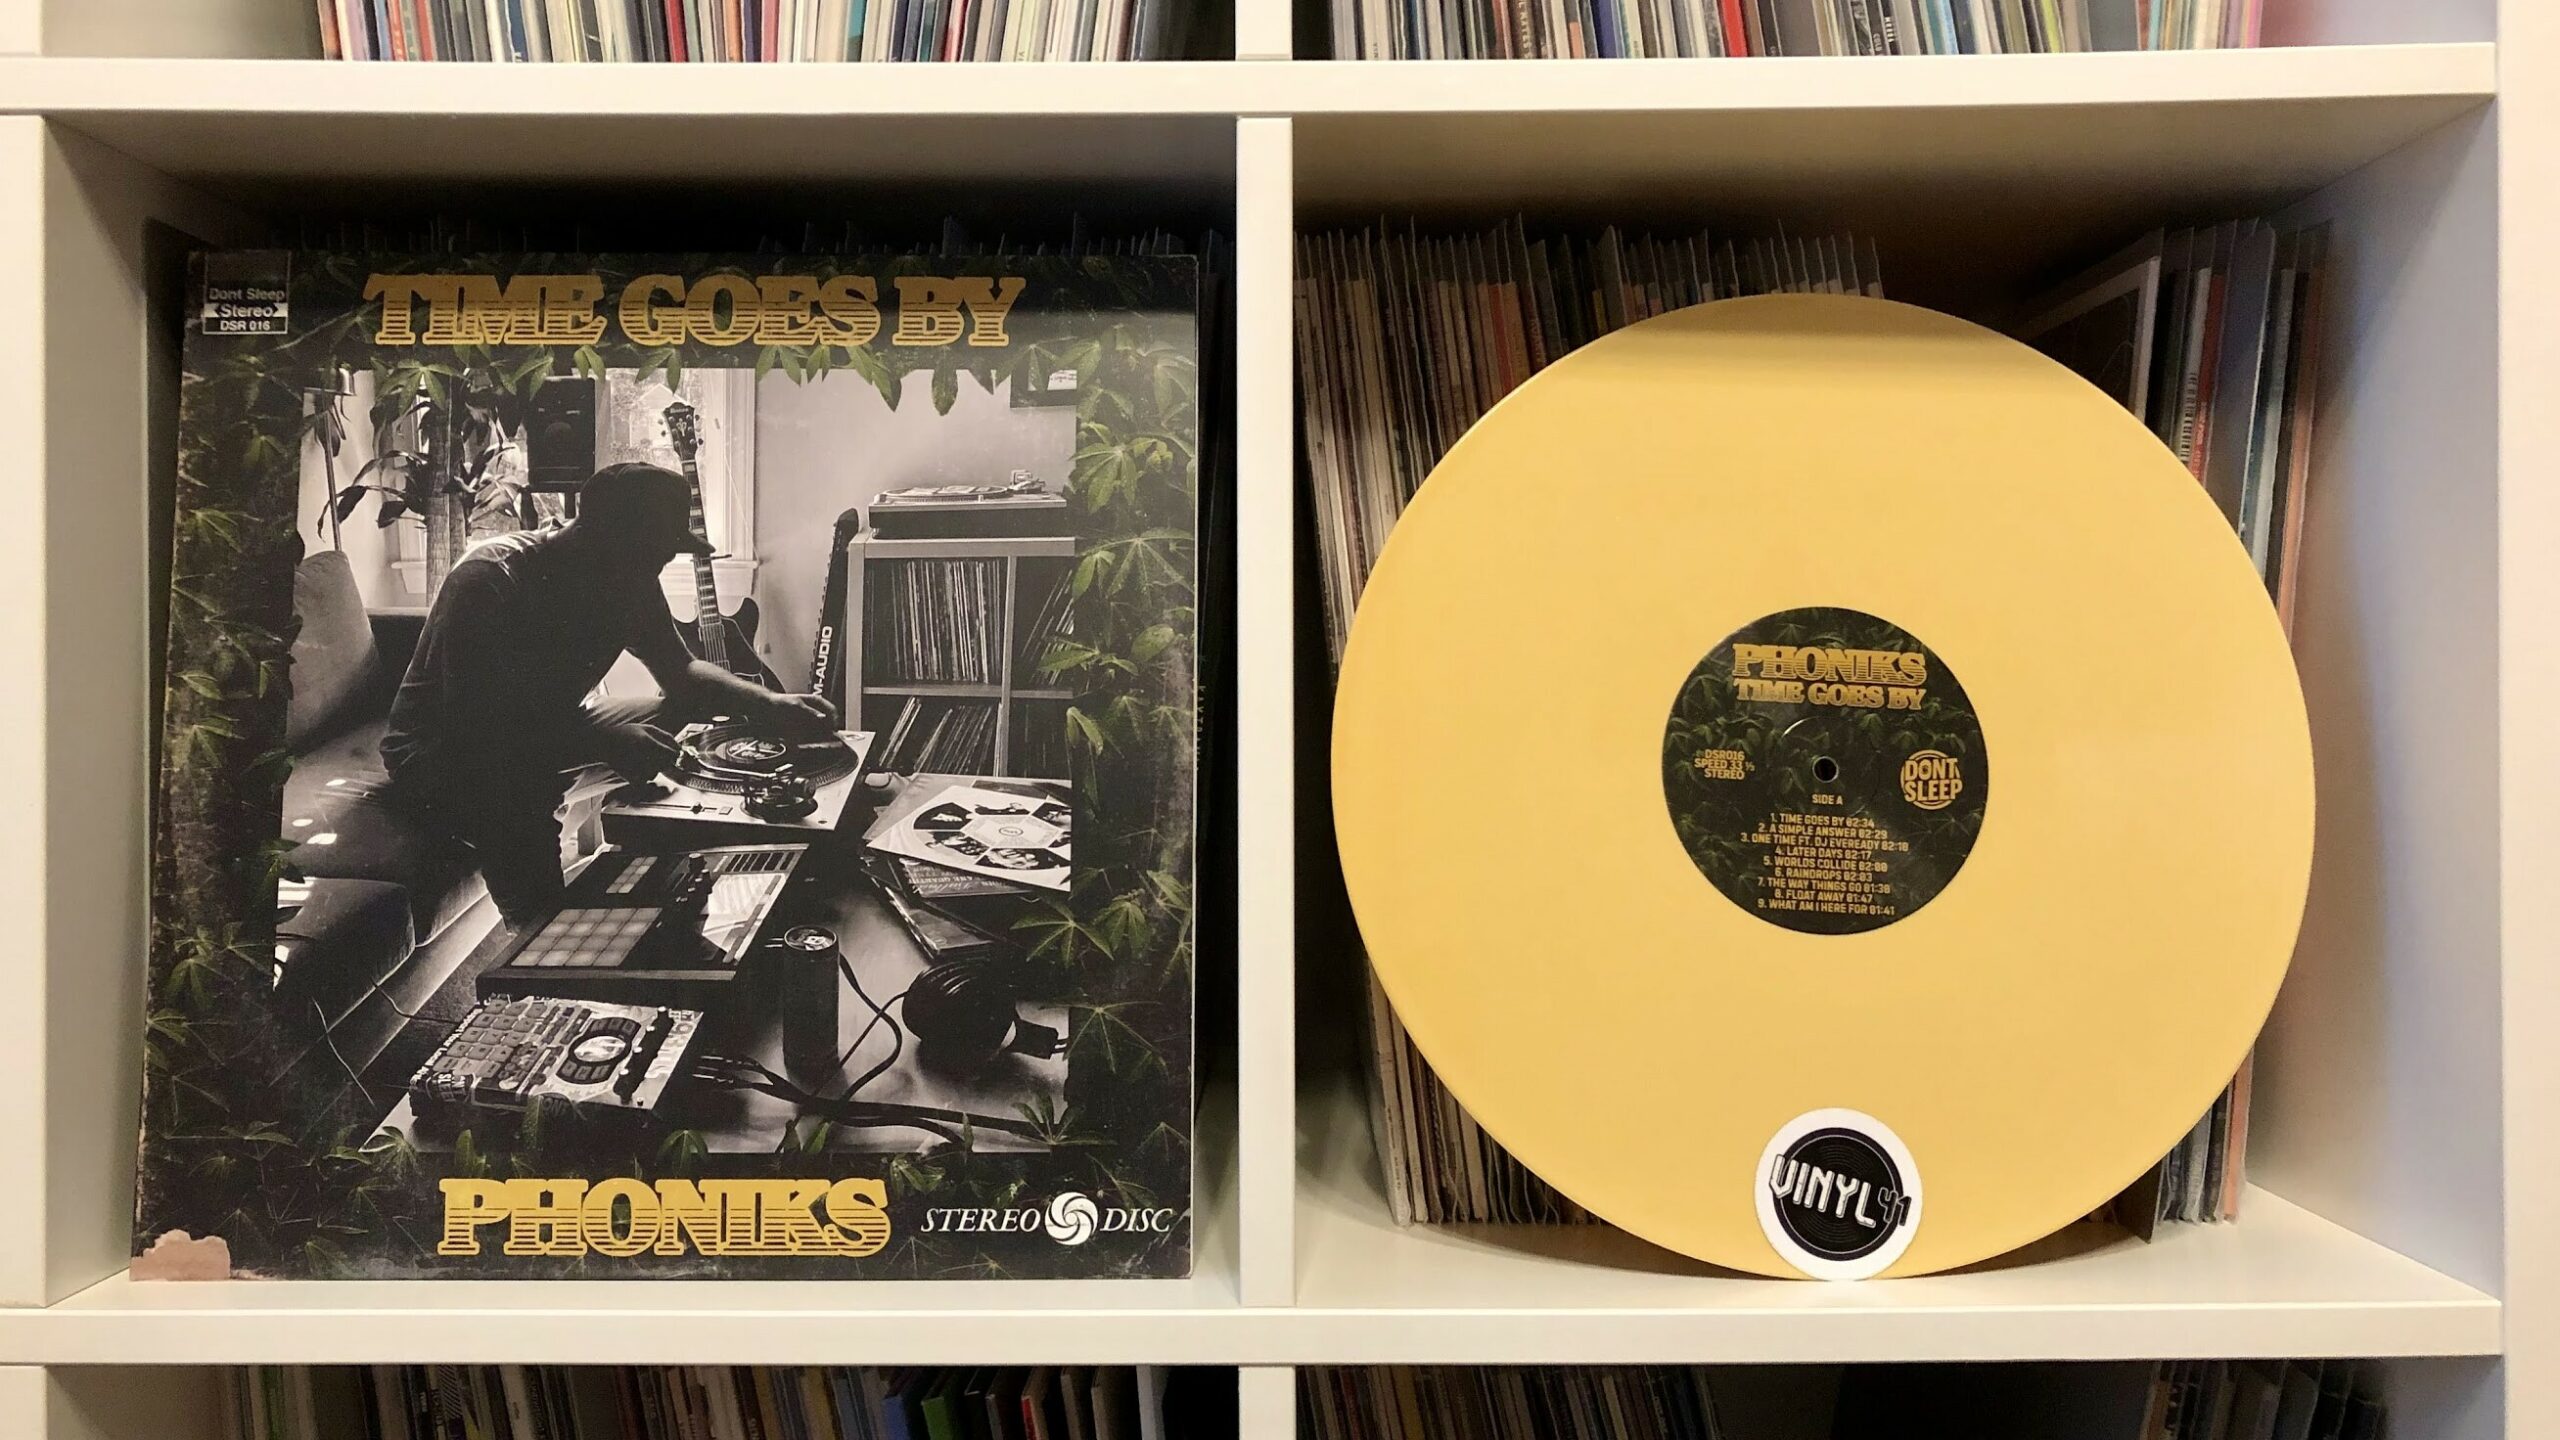 TIME GOES BY
Dont Sleep
Stereo
DSR 016
M-AUDIO
PHONIKS
STEREO DISC
PHONIKS
TIME GOES BY
DSR016
SPEED 33 ⅓
STEREO
DONT
SLEEP
SIDE A
1. TIME GOES BY 02:34
2. A SIMPLE ANSWER 02:29
3. ONE TIME FT. DJ EVEREADY 02:18
4. LATER DAYS 02:17
5. WORLDS COLLIDE 02:00
6. RAINDROPS 02:03
7. THE WAY THINGS GO 01:38
8. FLOAT AWAY 01:47
9. WHAT AM I HERE FOR 01:41
VINYL 41